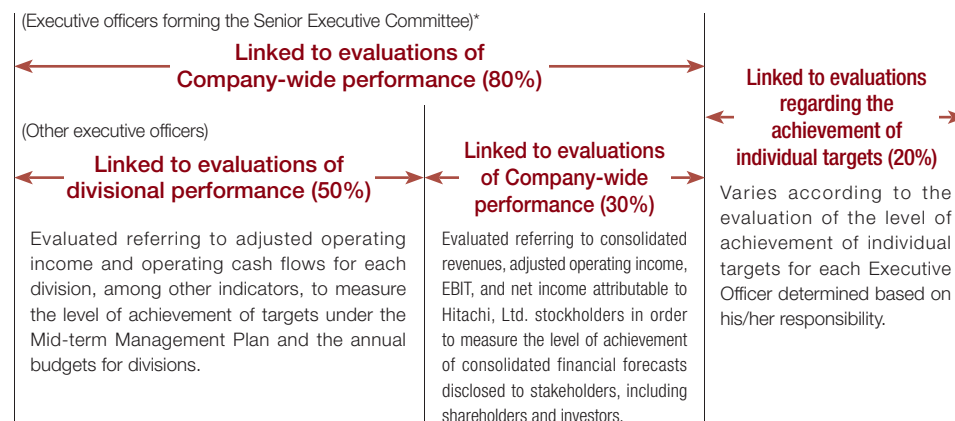 (Executive officers forming the Senior Executive Committee)*
Linked to evaluations of
Company-wide performance (80%)
(Other executive officers)
Linked to evaluations of
divisional performance (50%)
Evaluated referring to adjusted operating
income and operating cash flows for each
division, among other indicators, to measure
the level of achievement of targets under the
Mid-term Management Plan and the annual
budgets for divisions.
Linked to evaluations
of Company-wide
performance (30%)
Evaluated referring to consolidated
revenues, adjusted operating income,
EBIT, and net income attributable to
Hitachi, Ltd. stockholders in order
to measure the level of achievement
of consolidated financial forecasts
disclosed to stakeholders, including
shareholders and investors.
Linked to evaluations
regarding the
achievement of
individual targets (20%)
Varies according to the
evaluation of the level of
achievement of individual
targets for each Executive
Officer determined based on
his/her responsibility.